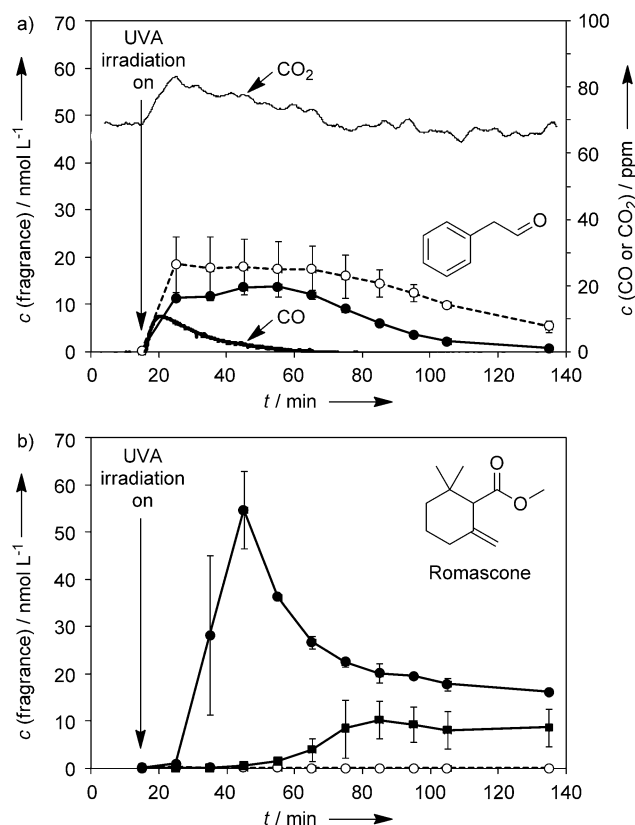 a)
UVA
irradiation
on
CO₂
CO
O
c (fragrance) / nmol L⁻¹
70
60
50
40
30
20
10
0
c (CO or CO₂) / ppm
100
80
60
40
20
0
0 20 40 60 80 100 120 140
t / min
b)
UVA
irradiation
on
O
O
Romascone
c (fragrance) / nmol L⁻¹
70
60
50
40
30
20
10
0
0 20 40 60 80 100 120 140
t / min